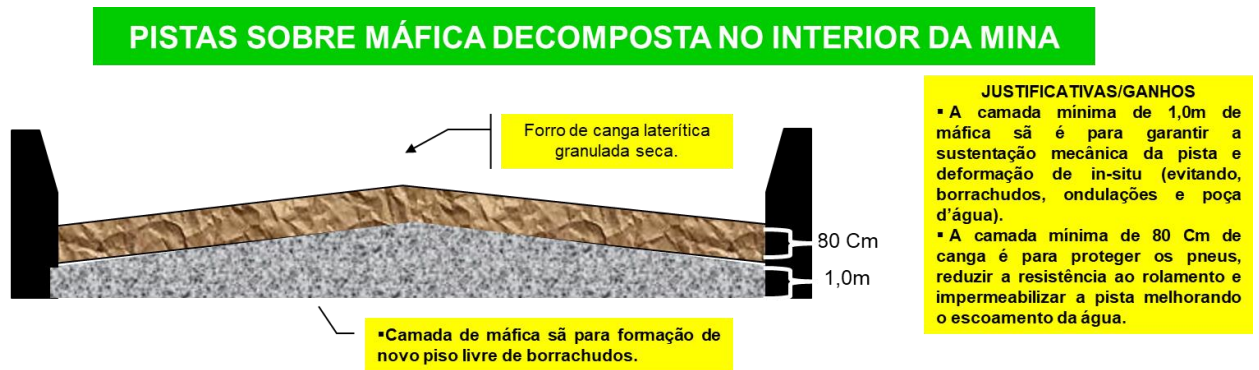 PISTAS SOBRE MÁFICA DECOMPOSTA NO INTERIOR DA MINA
Forro de canga laterítica
granulada seca.
80 Cm
1,0m
▪Camada de máfica sã para formação de
novo piso livre de borrachudos.
JUSTIFICATIVAS/GANHOS
▪ A camada mínima de 1,0m de
máfica sã é para garantir a
sustentação mecânica da pista e
deformação de in-situ (evitando,
borrachudos, ondulações e poça
d’água).
▪ A camada mínima de 80 Cm de
canga é para proteger os pneus,
reduzir a resistência ao rolamento e
impermeabilizar a pista melhorando
o escoamento da água.